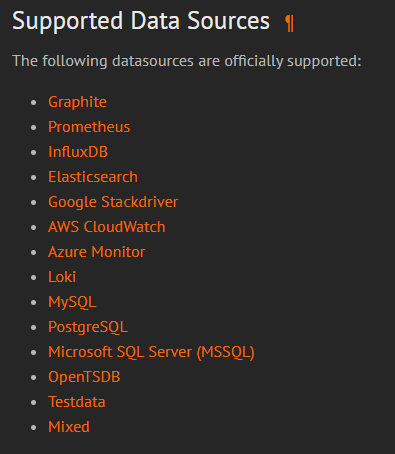 Supported Data Sources ¶
The following datasources are officially supported:
• Graphite
• Prometheus
• InfluxDB
• Elasticsearch
• Google Stackdriver
• AWS CloudWatch
• Azure Monitor
• Loki
• MySQL
• PostgreSQL
• Microsoft SQL Server (MSSQL)
• OpenTSDB
• Testdata
• Mixed